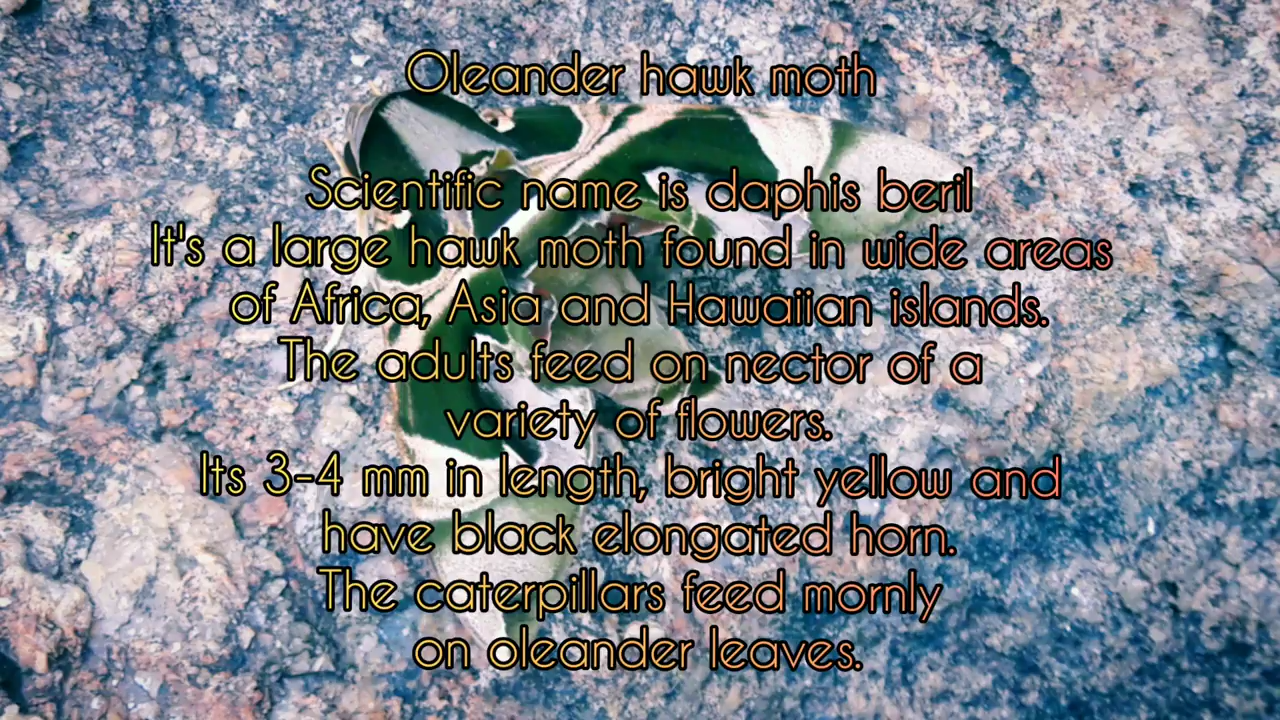 Oleander hawk moth
Scientific name is daphis beril
It's a large hawk moth found in wide areas
of Africa, Asia and Hawaiian islands.
The adults feed on nector of a
variety of flowers.
Its 3-4 mm in length, bright yellow and
have black elongated horn.
The caterpillars feed mornly
on oleander leaves.